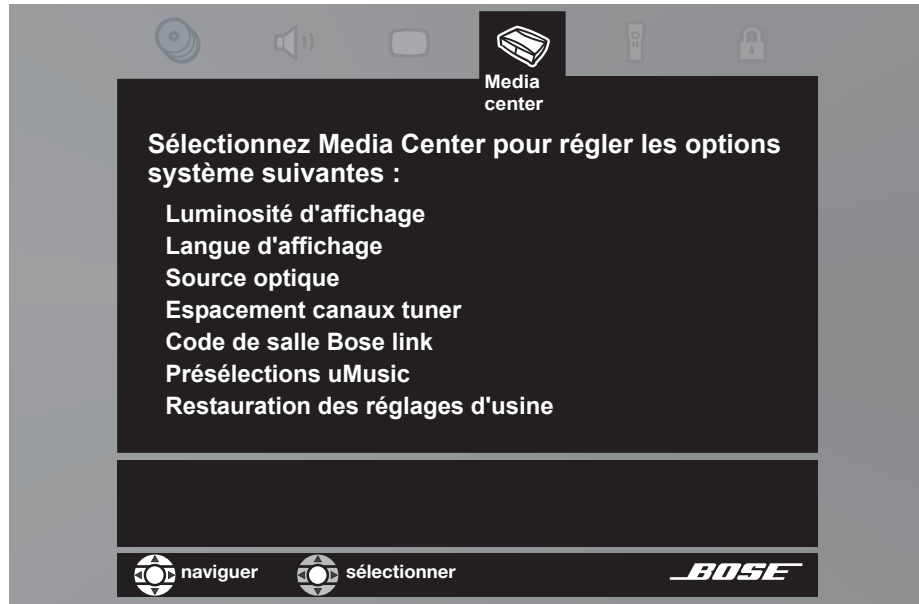 Media
center
Sélectionnez Media Center pour régler les options
système suivantes :
Luminosité d'affichage
Langue d'affichage
Source optique
Espacement canaux tuner
Code de salle Bose link
Présélections uMusic
Restauration des réglages d'usine
naviguer sélectionner BOSE